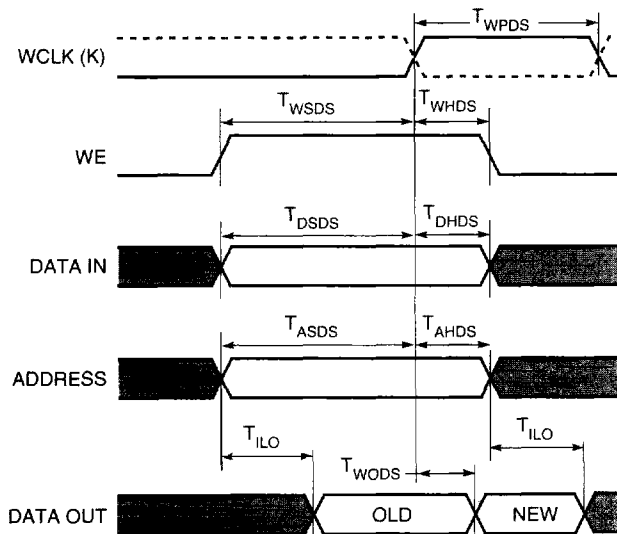 T_WPDS
WCLK (K)
T_WSDS T_WHDS
WE
T_DSDS T_DHDS
DATA IN
T_ASDS T_AHDS
ADDRESS
T_ILO T_ILO
T_WODS
DATA OUT OLD NEW